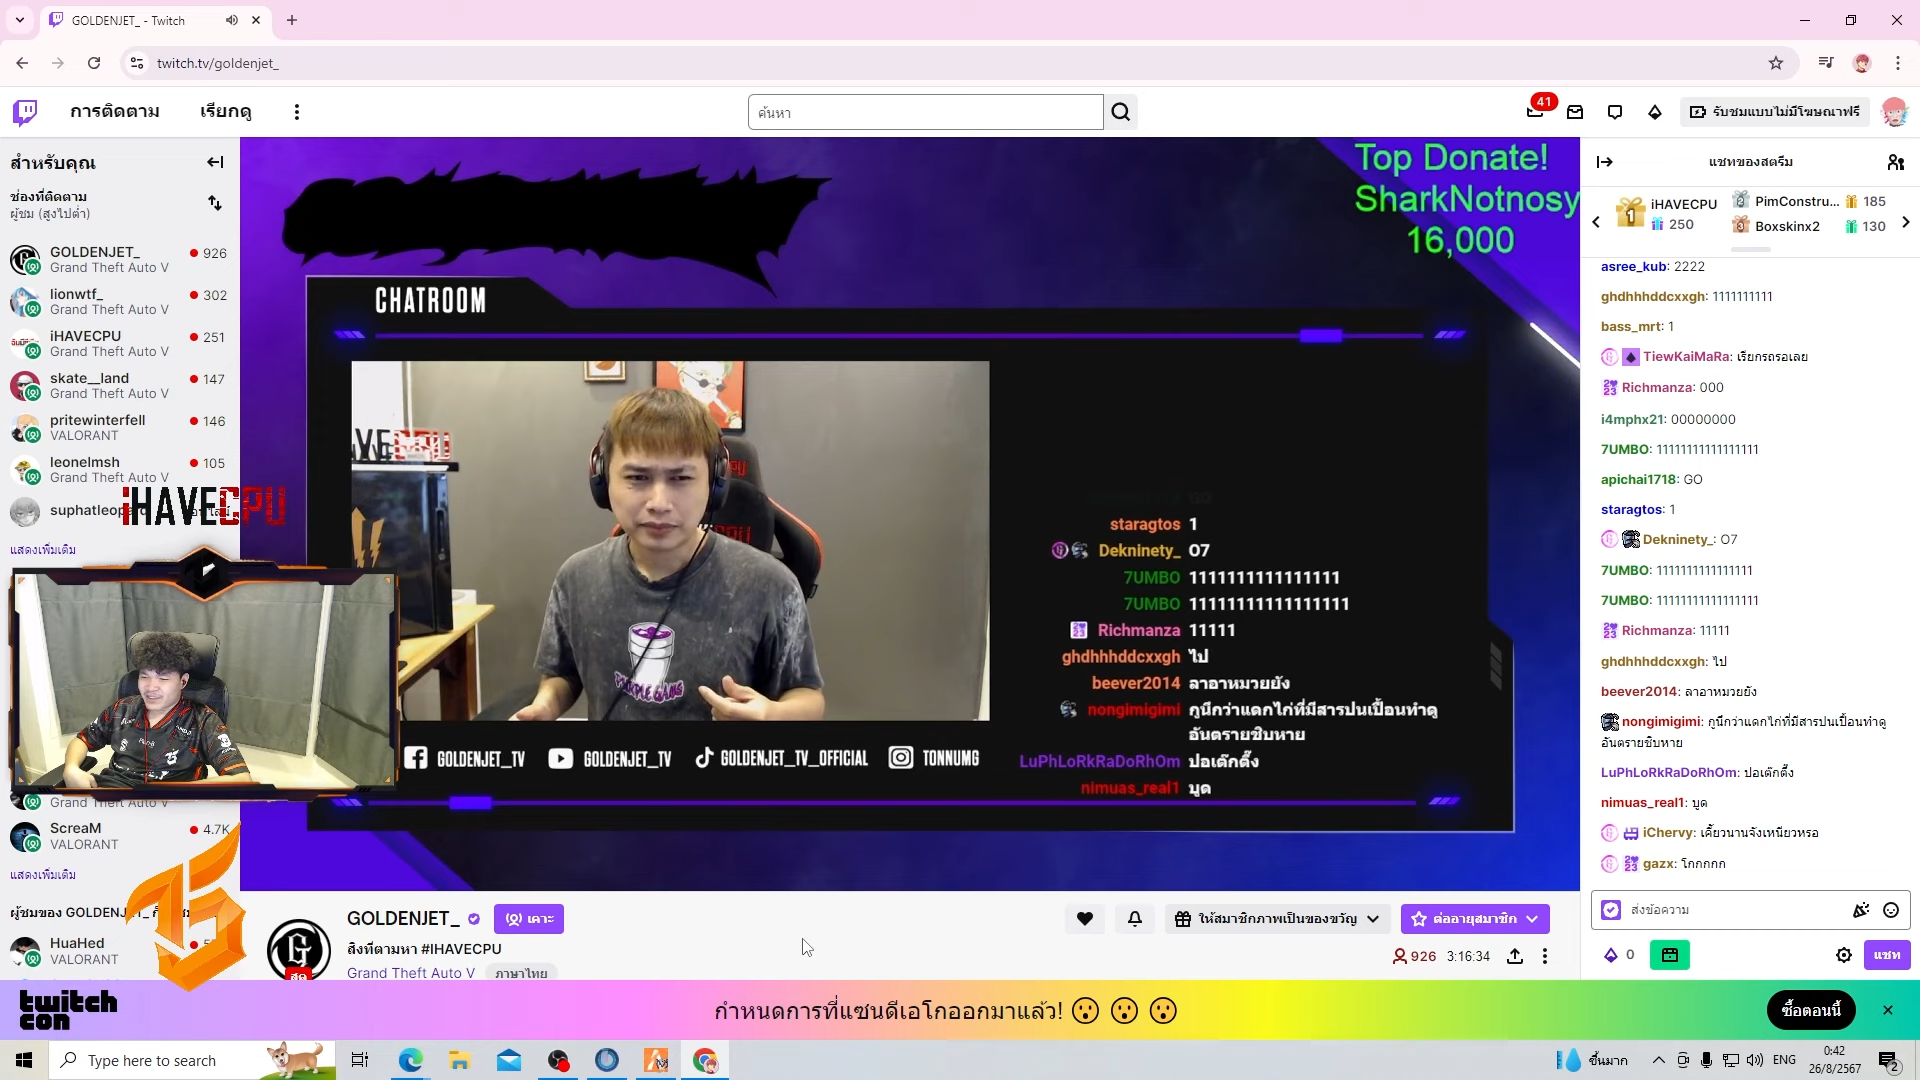 GOLDENJET_ - Twitch
twitch.tv/goldenjet_
การติดตาม
เรียกดู
ค้นหา
41
รับชมแบบไม่มีโฆษณาฟรี
สำหรับคุณ
ช่องที่ติดตาม
ผู้ชม (สูงไปต่ำ)
GOLDENJET_ 926
Grand Theft Auto V
lionwtf_ 302
Grand Theft Auto V
iHAVECPU 251
Grand Theft Auto V
skate__land 147
Grand Theft Auto V
pritewinterfell 146
VALORANT
leonelmsh 105
Grand Theft Auto V
iHAVECPU
แสดงเพิ่มเติม
Grand Theft Auto V
ScreaM 4.7K
VALORANT
แสดงเพิ่มเติม
HuaHed
VALORANT
Top Donate!
SharkNotnosy
16,000
CHATROOM
staragtos 1
Dekninety_ O7
7UMBO 1111111111111111
7UMBO 11111111111111111
Richmanza 11111
ghdhhhddcxxgh ไป
beever2014 ลาอาหมวยยัง
nongimigimi กูนึกว่าแดกไก่ที่มีสารปนเปื้อนทำดู
อันตรายชิบหาย
LuPhLoRkRaDoRhOm ปอเต๊กตึ๊ง
nimuas_real1 บูด
GOLDENJET_TV GOLDENJET_TV GOLDENJET_TV_OFFICIAL TONNUMG
PURPLE GANG
GOLDENJET_
เคาะ
สิ่งที่ตามหา #IHAVECPU
Grand Theft Auto V
ภาษาไทย
สด
ให้สมาชิกภาพเป็นของขวัญ
ต่ออายุสมาชิก
926 3:16:34
แชทของสตรีม
1 iHAVECPU 250
PimConstru... 185
Boxskinx2 130
asree_kub: 2222
ghdhhhddcxxgh: 1111111111
bass_mrt: 1
TiewKaiMaRa: เรียกรถรอเลย
Richmanza: 000
i4mphx21: 00000000
7UMBO: 11111111111111111
apichai1718: GO
staragtos: 1
Dekninety_: O7
7UMBO: 1111111111111111
7UMBO: 11111111111111111
Richmanza: 11111
ghdhhhddcxxgh: ไป
beever2014: ลาอาหมวยยัง
nongimigimi: กูนึกว่าแดกไก่ที่มีสารปนเปื้อนทำดู
อันตรายชิบหาย
LuPhLoRkRaDoRhOm: ปอเต๊กตึ๊ง
nimuas_real1: บูด
iChervy: เคี้ยวนานจังเหนียวหรอ
gazx: โกกกกก
ส่งข้อความ
0
แชท
twitch
con
กำหนดการที่แซนดีเอโกออกมาแล้ว!
ซื้อตอนนี้
Type here to search
ขึ้นมาก
ENG
0:42
26/8/2567
2